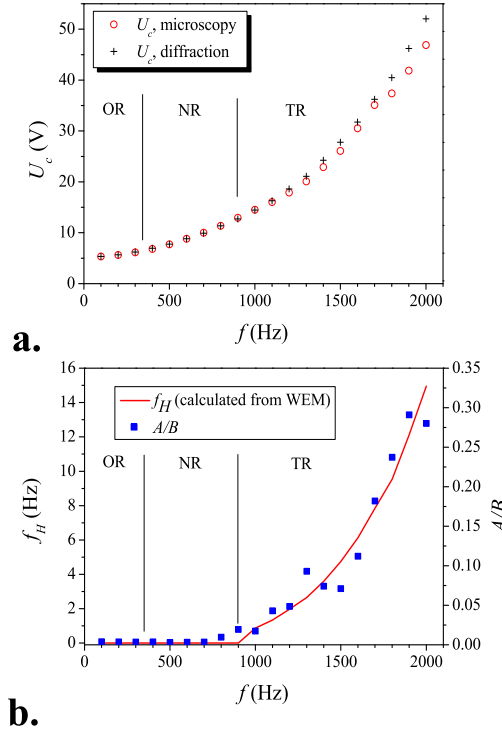 U_c, microscopy
U_c, diffraction
50
40
30
20
10
0
U_c (V)
OR
NR
TR
0
500
1000
1500
2000
f (Hz)
a.
f_H (calculated from WEM)
A/B
16
14
12
10
8
6
4
2
0
f_H (Hz)
OR
NR
TR
0.35
0.30
0.25
0.20
0.15
0.10
0.05
0.00
A/B
0
500
1000
1500
2000
f (Hz)
b.